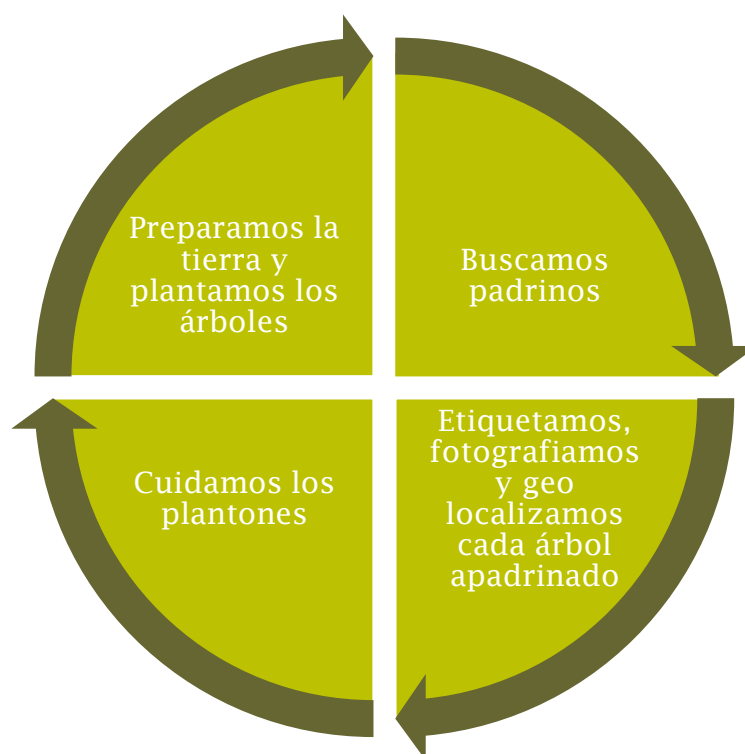 Preparamos la
tierra y
plantamos los
árboles
Buscamos
padrinos
Etiquetamos,
fotografiamos
y geo
localizamos
cada árbol
apadrinado
Cuidamos los
plantones